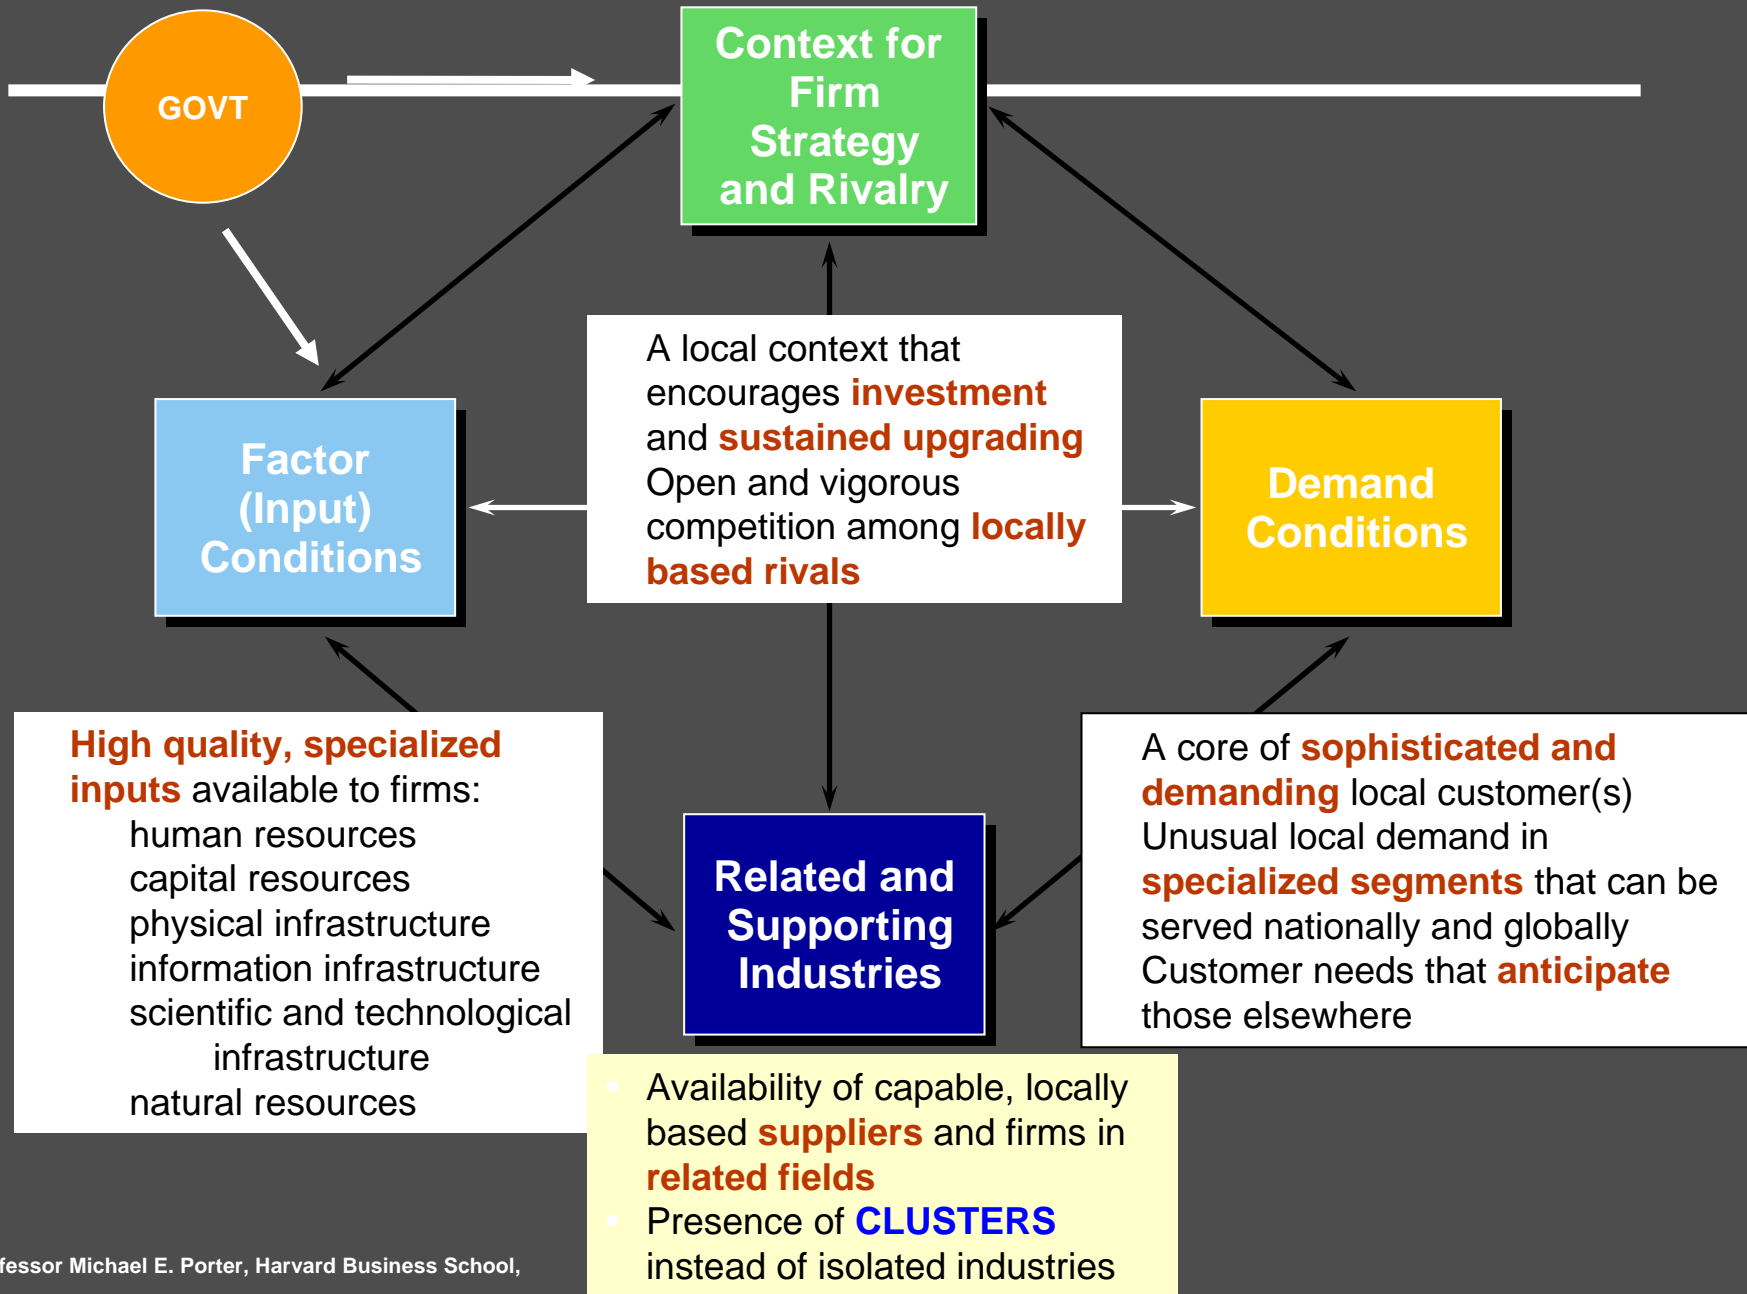 GOVT
Context for
Firm
Strategy
and Rivalry
A local context that
encourages investment
and sustained upgrading
Open and vigorous
competition among locally
based rivals
Factor
(Input)
Conditions
Demand
Conditions
High quality, specialized
inputs available to firms:
human resources
capital resources
physical infrastructure
information infrastructure
scientific and technological
infrastructure
natural resources
Related and
Supporting
Industries
A core of sophisticated and
demanding local customer(s)
Unusual local demand in
specialized segments that can be
served nationally and globally
Customer needs that anticipate
those elsewhere
• Availability of capable, locally
based suppliers and firms in
related fields
• Presence of CLUSTERS
instead of isolated industries
fessor Michael E. Porter, Harvard Business School,